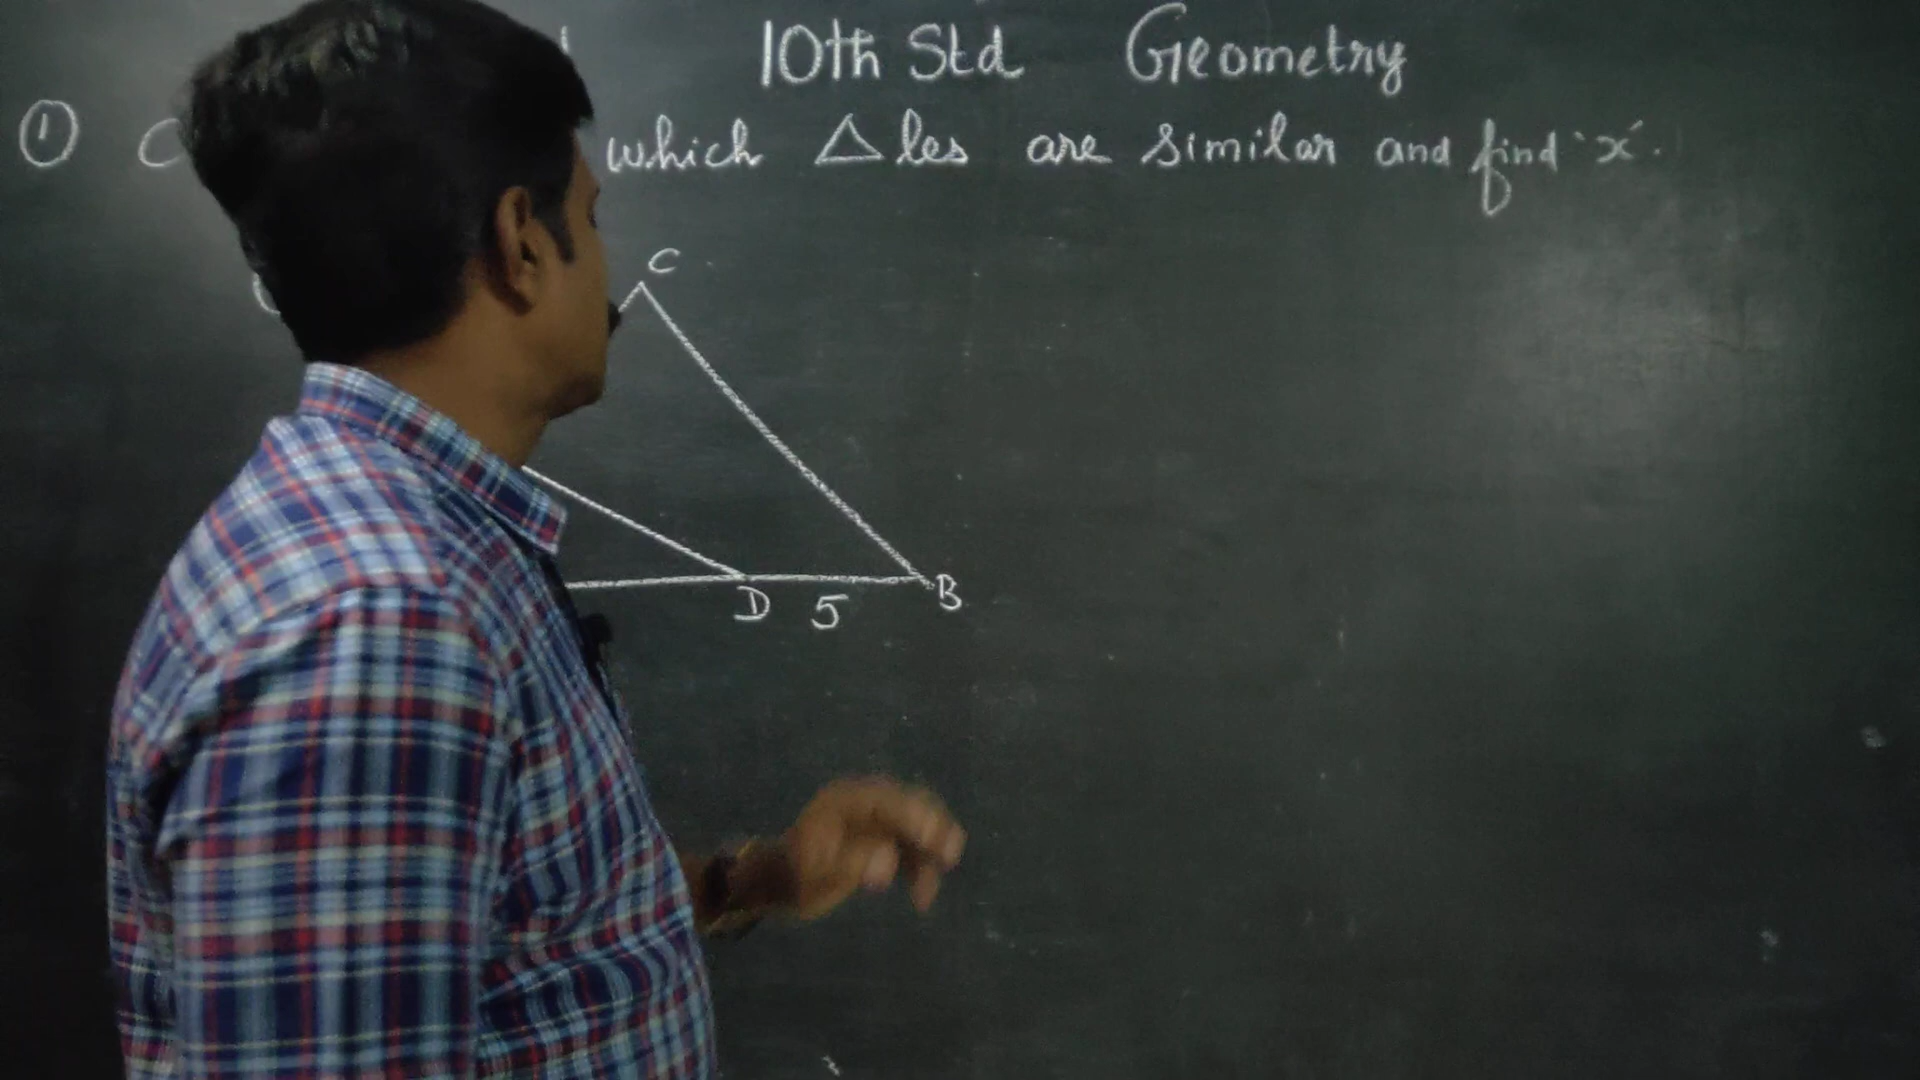 10th Std Geometry
① which △les are similar and find 'x'.
C
D 5 B